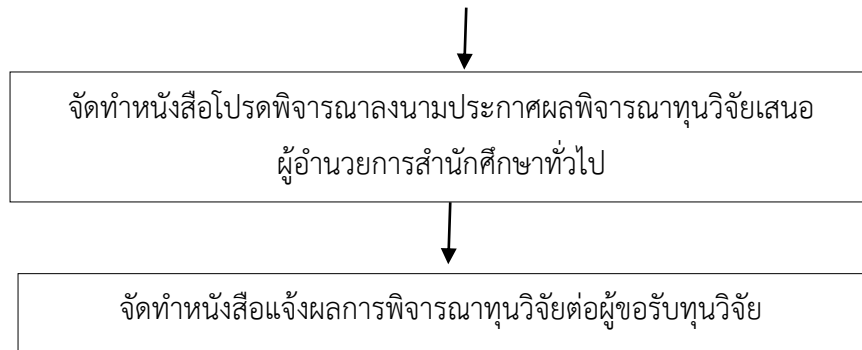 จัดทำหนังสือโปรดพิจารณาลงนามประกาศผลพิจารณาทุนวิจัยเสนอ
ผู้อำนวยการสำนักศึกษาทั่วไป
จัดทำหนังสือแจ้งผลการพิจารณาทุนวิจัยต่อผู้ขอรับทุนวิจัย